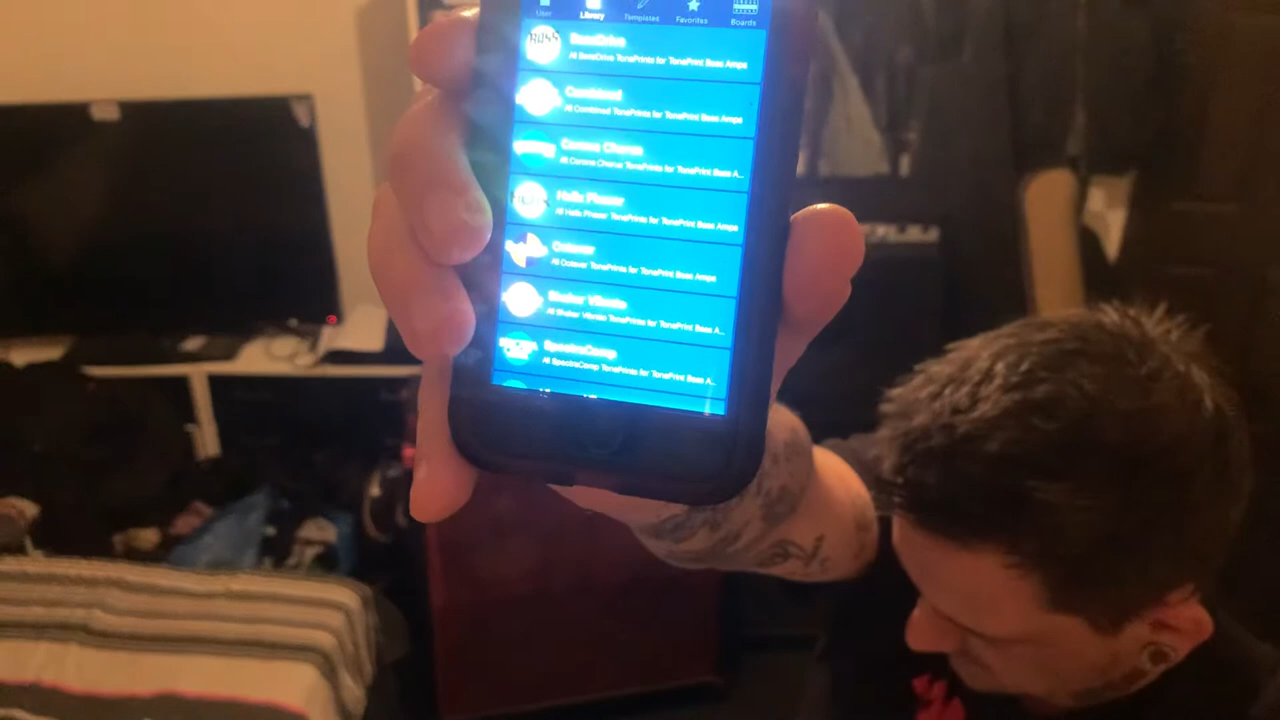 User Library Templates Favorites Boards
BassDrive
All BassDrive TonePrints for TonePrint Bass Amps
Combined
All Combined TonePrints for TonePrint Bass Amps
Corona Chorus
All Corona Chorus TonePrints for TonePrint Bass A...
Helix Phaser
All Helix Phaser TonePrints for TonePrint Bass Amps
Octaver
All Octaver TonePrints for TonePrint Bass Amps
Shaker Vibrato
All Shaker Vibrato TonePrints for TonePrint Bass A...
SpectraComp
All SpectraComp TonePrints for TonePrint Bass A...